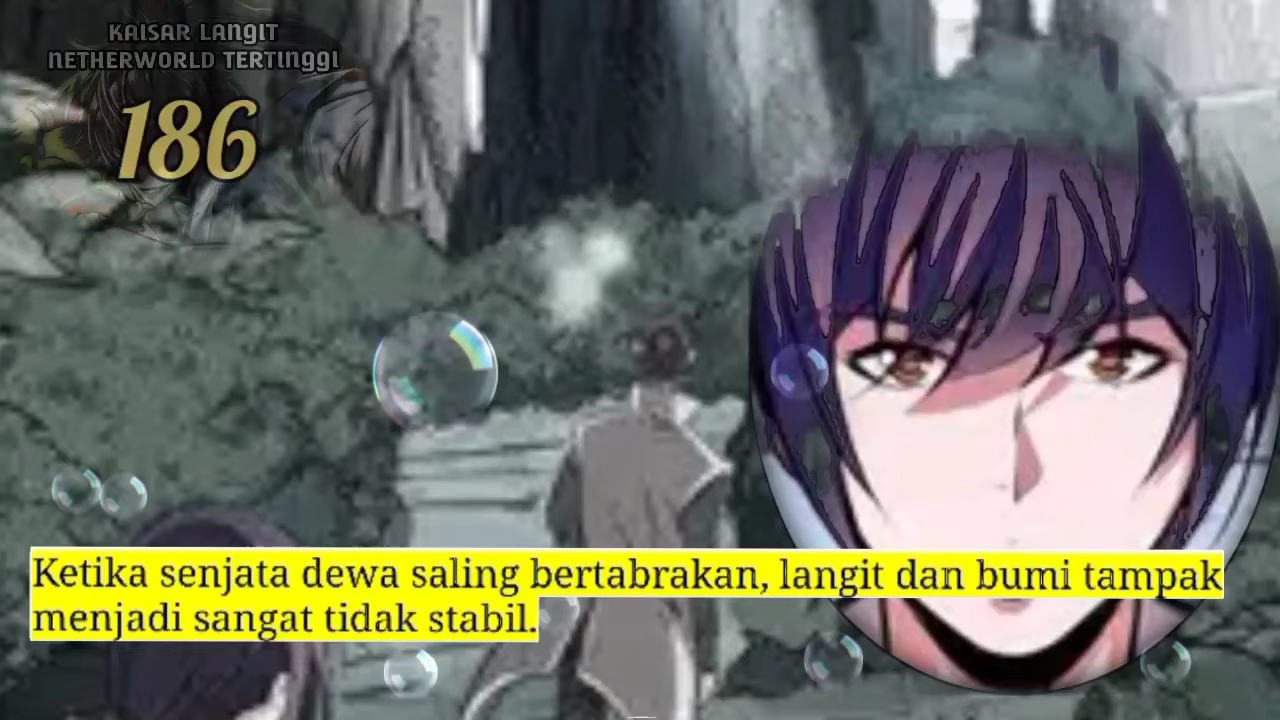 KAISAR LANGIT
NETHERWORLD TERTINGGI
186
Ketika senjata dewa saling bertabrakan, langit dan bumi tampak
menjadi sangat tidak stabil.